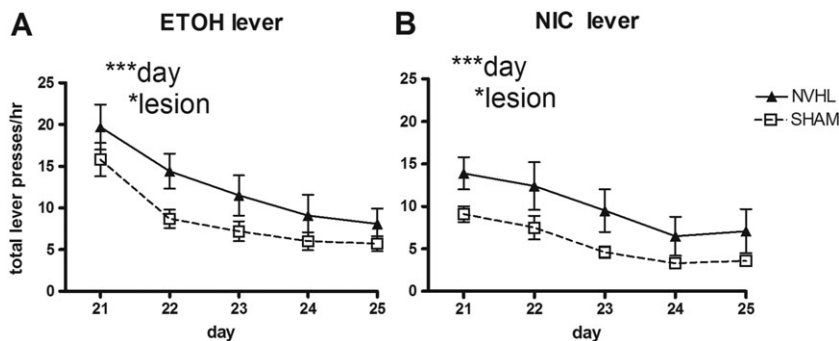 A
ETOH lever
***day
*lesion
total lever presses/hr
25
20
15
10
5
0
21
22
23
24
25
day
B
NIC lever
***day
*lesion
25
20
15
10
5
0
21
22
23
24
25
day
NVHL
SHAM